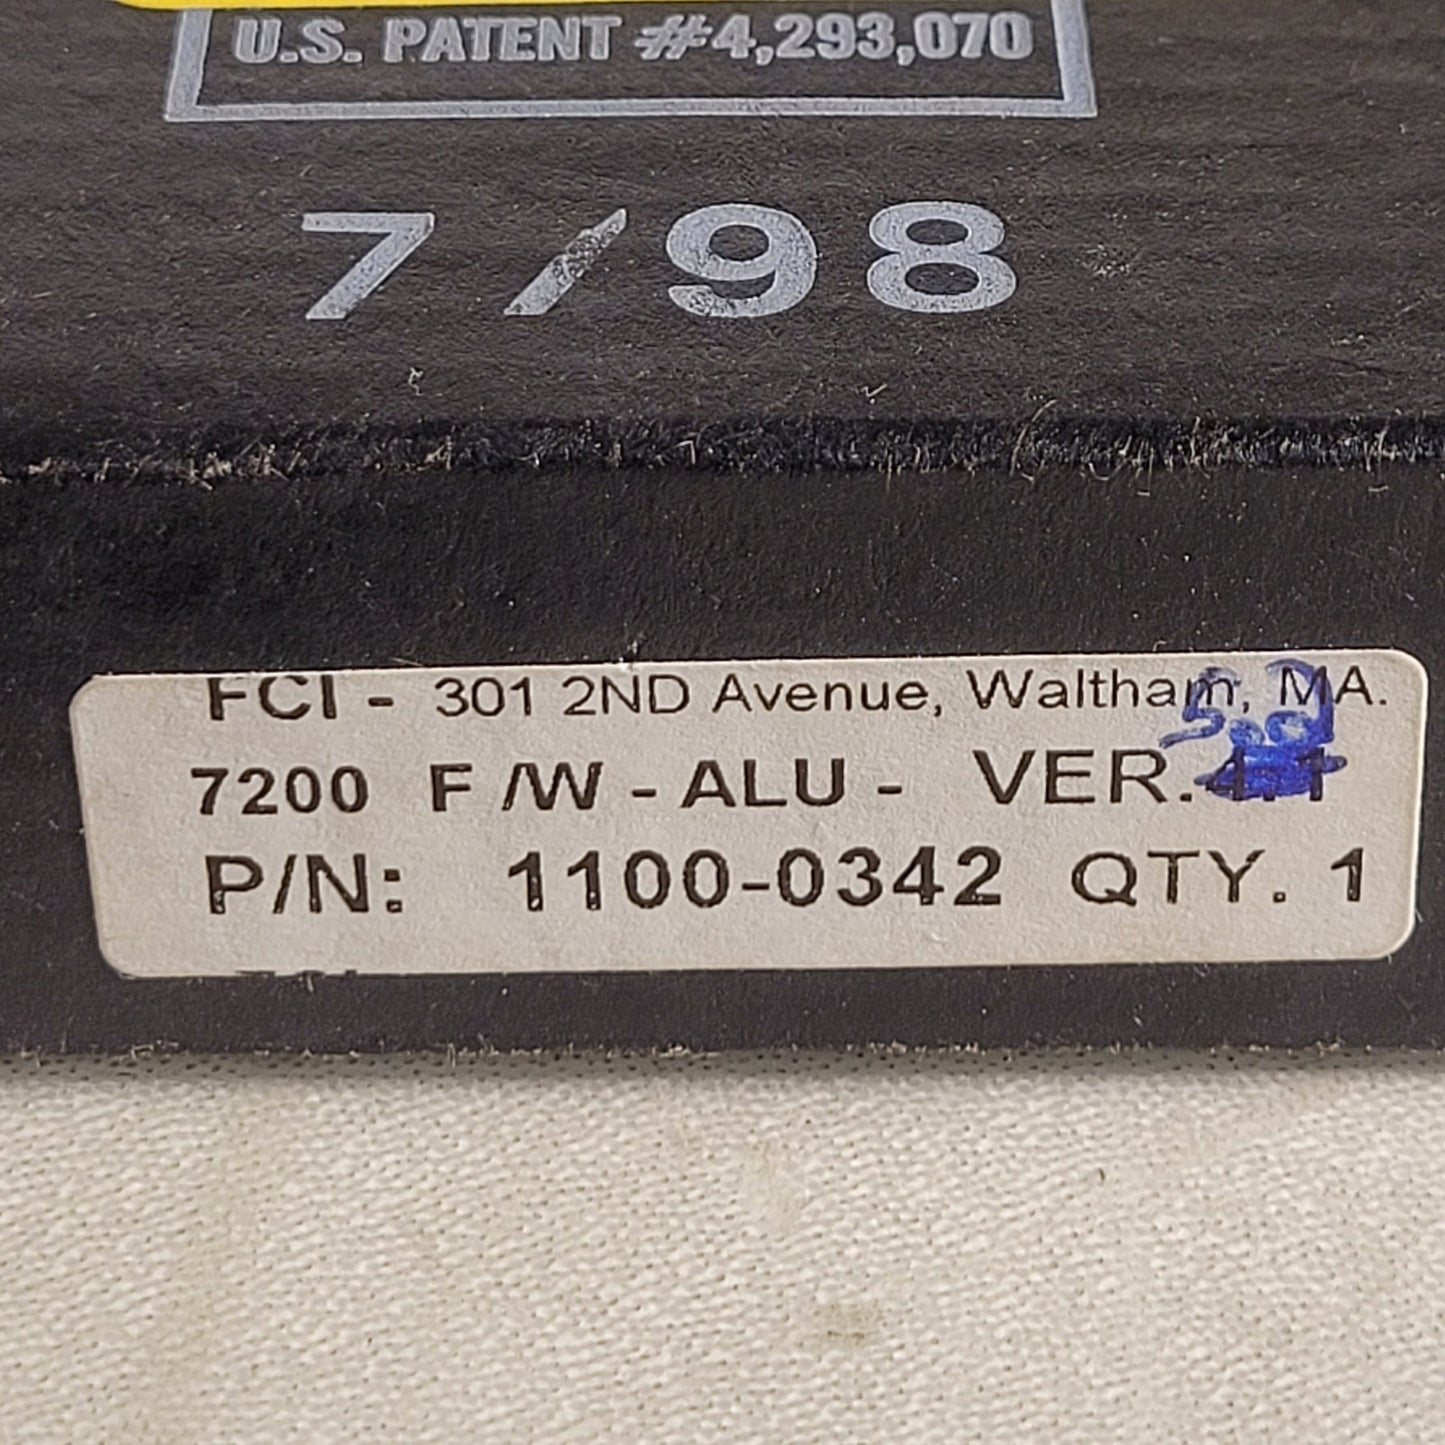 U.S. PATENT #4,293,070
7/98
FCI - 301 2ND Avenue, Waltham, MA.
7200 F/W - ALU - VER.
P/N: 1100-0342 QTY. 1